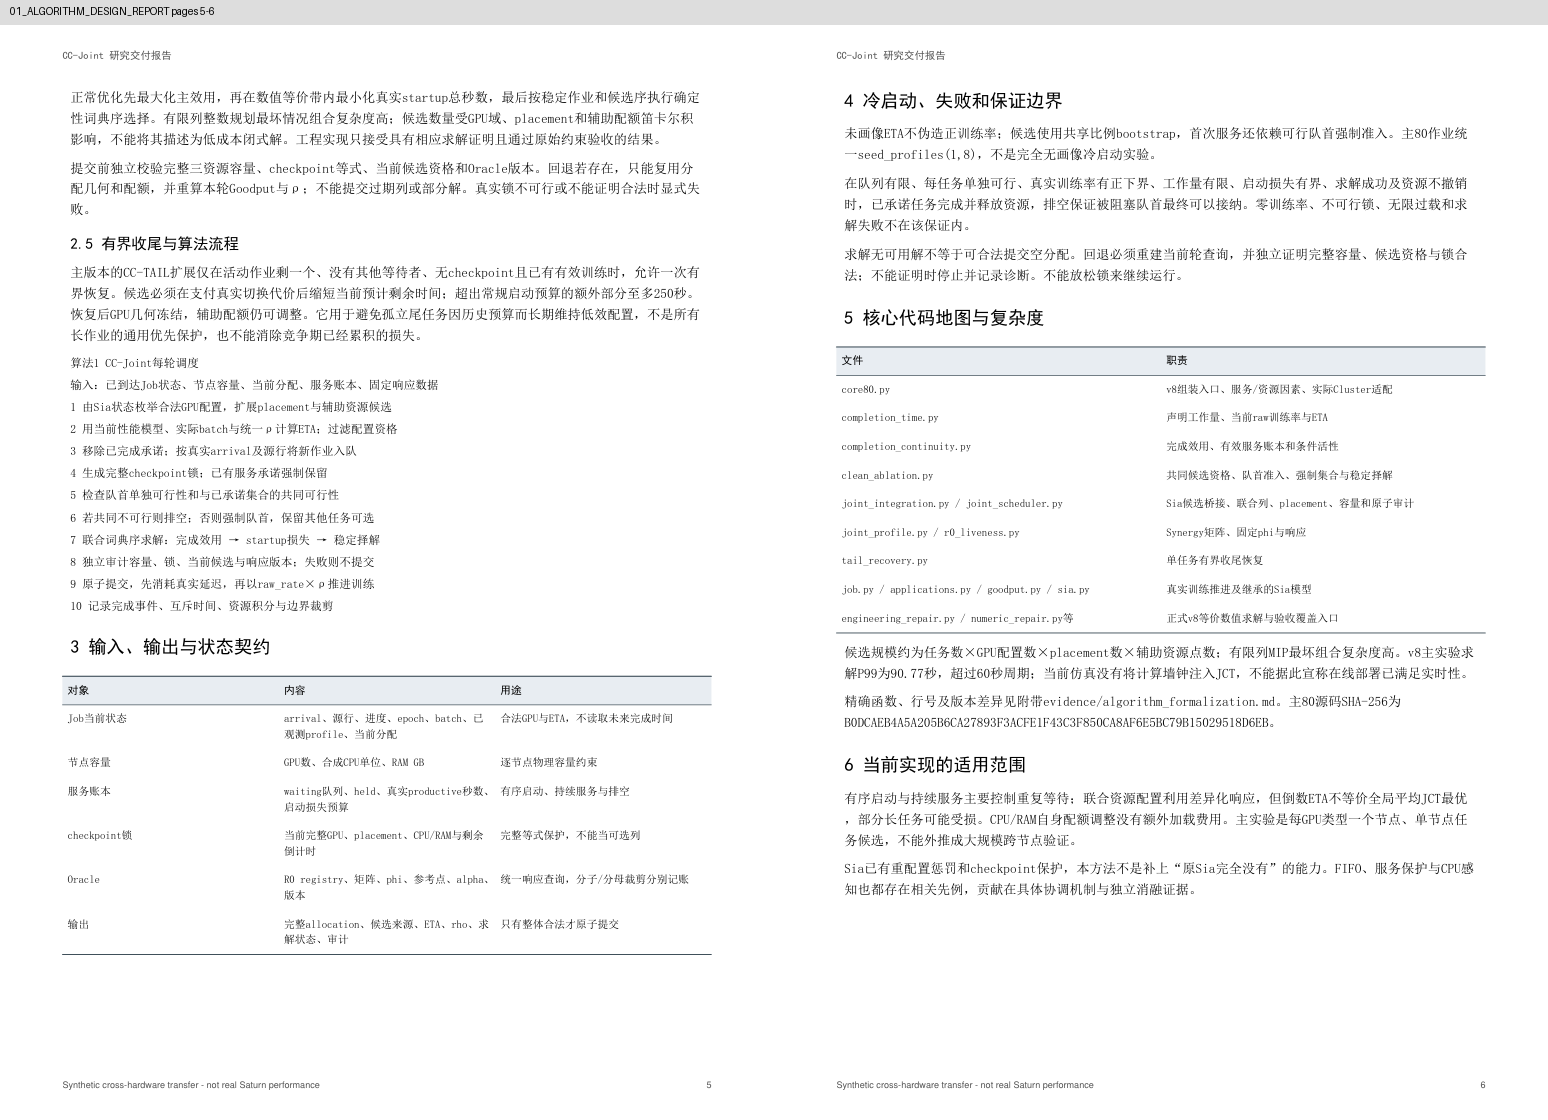 01_ALGORITHM_DESIGN_REPORT pages 5-6
CC-Joint 研究交付报告
正常优化先最大化主效用，再在数值等价带内最小化真实startup总秒数，最后按稳定作业和候选序执行确定
性词典序选择。有限列整数规划最坏情况组合复杂度高；候选数量受GPU域、placement和辅助配额笛卡尔积
影响，不能将其描述为低成本闭式解。工程实现只接受具有相应求解证明且通过原始约束验收的结果。
提交前独立校验完整三资源容量、checkpoint等式、当前候选资格和Oracle版本。回退若存在，只能复用分
配几何和配额，并重算本轮Goodput与ρ；不能提交过期列或部分解。真实锁不可行或不能证明合法时显式失
败。
2.5 有界收尾与算法流程
主版本的CC-TAIL扩展仅在活动作业剩一个、没有其他等待者、无checkpoint且已有有效训练时，允许一次有
界恢复。候选必须在支付真实切换代价后缩短当前预计剩余时间；超出常规启动预算的额外部分至多250秒。
恢复后GPU几何冻结，辅助配额仍可调整。它用于避免孤立尾任务因历史预算而长期维持低效配置，不是所有
长作业的通用优先保护，也不能消除竞争期已经累积的损失。
算法1 CC-Joint每轮调度
输入：已到达Job状态、节点容量、当前分配、服务账本、固定响应数据
1 由Sia状态枚举合法GPU配置，扩展placement与辅助资源候选
2 用当前性能模型、实际batch与统一ρ计算ETA；过滤配置资格
3 移除已完成承诺；按真实arrival及源行将新作业入队
4 生成完整checkpoint锁；已有服务承诺强制保留
5 检查队首单独可行性和与已承诺集合的共同可行性
6 若共同不可行则排空；否则强制队首，保留其他任务可选
7 联合词典序求解：完成效用 → startup损失 → 稳定择解
8 独立审计容量、锁、当前候选与响应版本；失败则不提交
9 原子提交，先消耗真实延迟，再以raw_rate×ρ推进训练
10 记录完成事件、互斥时间、资源积分与边界裁剪
3 输入、输出与状态契约
对象 内容 用途
Job当前状态 arrival、源行、进度、epoch、batch、已 合法GPU与ETA，不读取未来完成时间
观测profile、当前分配
节点容量 GPU数、合成CPU单位、RAM GB 逐节点物理容量约束
服务账本 waiting队列、held、真实productive秒数、 有序启动、持续服务与排空
启动损失预算
checkpoint锁 当前完整GPU、placement、CPU/RAM与剩余 完整等式保护，不能当可选列
倒计时
Oracle R0 registry、矩阵、phi、参考点、alpha、 统一响应查询，分子/分母裁剪分别记账
版本
输出 完整allocation、候选来源、ETA、rho、求 只有整体合法才原子提交
解状态、审计
Synthetic cross-hardware transfer - not real Saturn performance 5
CC-Joint 研究交付报告
4 冷启动、失败和保证边界
未画像ETA不伪造正训练率；候选使用共享比例bootstrap，首次服务还依赖可行队首强制准入。主80作业统
一seed_profiles(1,8)，不是完全无画像冷启动实验。
在队列有限、每任务单独可行、真实训练率有正下界、工作量有限、启动损失有界、求解成功及资源不撤销
时，已承诺任务完成并释放资源，排空保证被阻塞队首最终可以接纳。零训练率、不可行锁、无限过载和求
解失败不在该保证内。
求解无可用解不等于可合法提交空分配。回退必须重建当前轮查询，并独立证明完整容量、候选资格与锁合
法；不能证明时停止并记录诊断。不能放松锁来继续运行。
5 核心代码地图与复杂度
文件 职责
core80.py v8组装入口、服务/资源因素、实际Cluster适配
completion_time.py 声明工作量、当前raw训练率与ETA
completion_continuity.py 完成效用、有效服务账本和条件活性
clean_ablation.py 共同候选资格、队首准入、强制集合与稳定择解
joint_integration.py / joint_scheduler.py Sia候选桥接、联合列、placement、容量和原子审计
joint_profile.py / r0_liveness.py Synergy矩阵、固定phi与响应
tail_recovery.py 单任务有界收尾恢复
job.py / applications.py / goodput.py / sia.py 真实训练推进及继承的Sia模型
engineering_repair.py / numeric_repair.py等 正式v8等价数值求解与验收覆盖入口
候选规模约为任务数×GPU配置数×placement数×辅助资源点数；有限列MIP最坏组合复杂度高。v8主实验求
解P99为90.77秒，超过60秒周期；当前仿真没有将计算墙钟注入JCT，不能据此宣称在线部署已满足实时性。
精确函数、行号及版本差异见附带evidence/algorithm_formalization.md。主80源码SHA-256为
B0DCAEB4A5A205B6CA27893F3ACFE1F43C3F850CA8AF6E5BC79B15029518D6EB。
6 当前实现的适用范围
有序启动与持续服务主要控制重复等待；联合资源配置利用差异化响应，但倒数ETA不等价全局平均JCT最优
，部分长任务可能受损。CPU/RAM自身配额调整没有额外加载费用。主实验是每GPU类型一个节点、单节点任
务候选，不能外推成大规模跨节点验证。
Sia已有重配置惩罚和checkpoint保护，本方法不是补上“原Sia完全没有”的能力。FIFO、服务保护与CPU感
知也都存在相关先例，贡献在具体协调机制与独立消融证据。
Synthetic cross-hardware transfer - not real Saturn performance 6